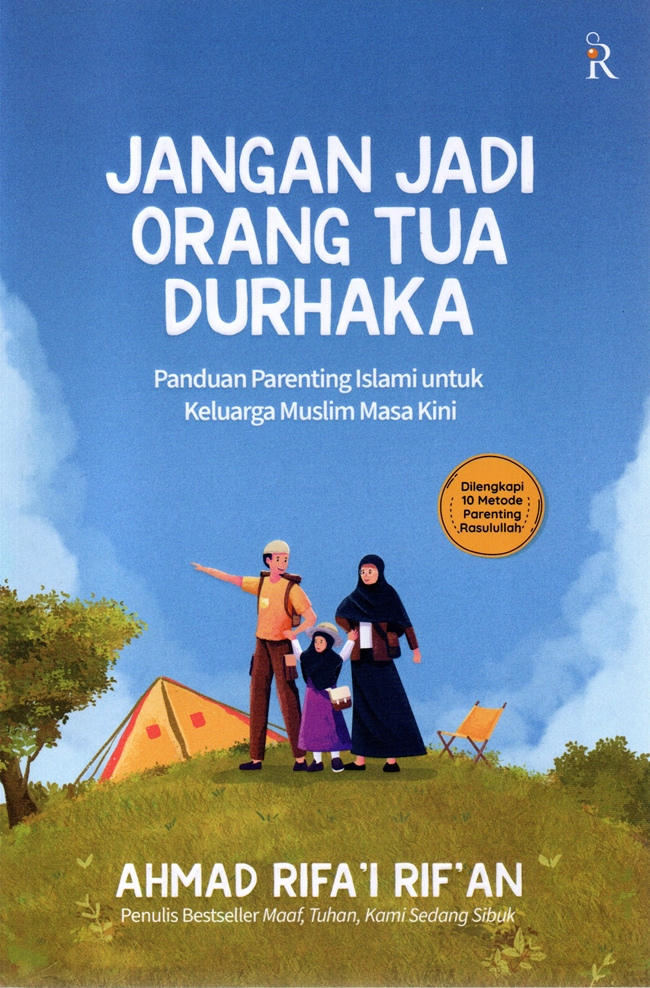 R
JANGAN JADI
ORANG TUA
DURHAKA
Panduan Parenting Islami untuk
Keluarga Muslim Masa Kini
Dilengkapi
10 Metode
Parenting
Rasulullah
AHMAD RIFA'I RIF'AN
Penulis Bestseller Maaf, Tuhan, Kami Sedang Sibuk